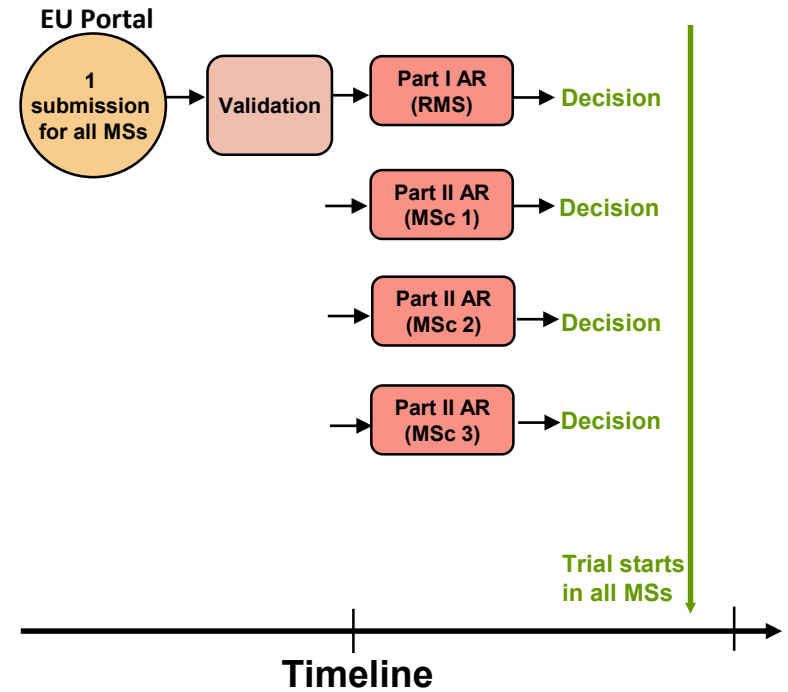 EU Portal
1
submission
for all MSs
Validation
Part I AR
(RMS)
Decision
Part II AR
(MSc 1)
Decision
Part II AR
(MSc 2)
Decision
Part II AR
(MSc 3)
Decision
Trial starts
in all MSs
Timeline